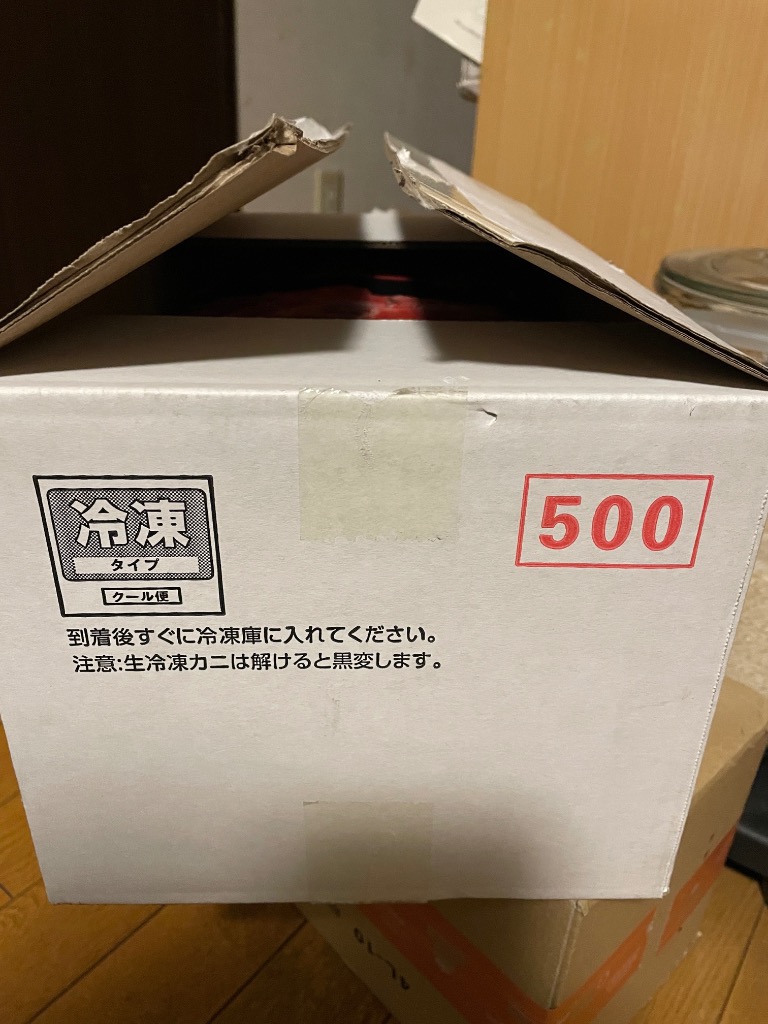 冷凍
タイプ
クール便
500
到着後すぐに冷凍庫に入れてください。
注意:生冷凍カニは解けると黒変します。